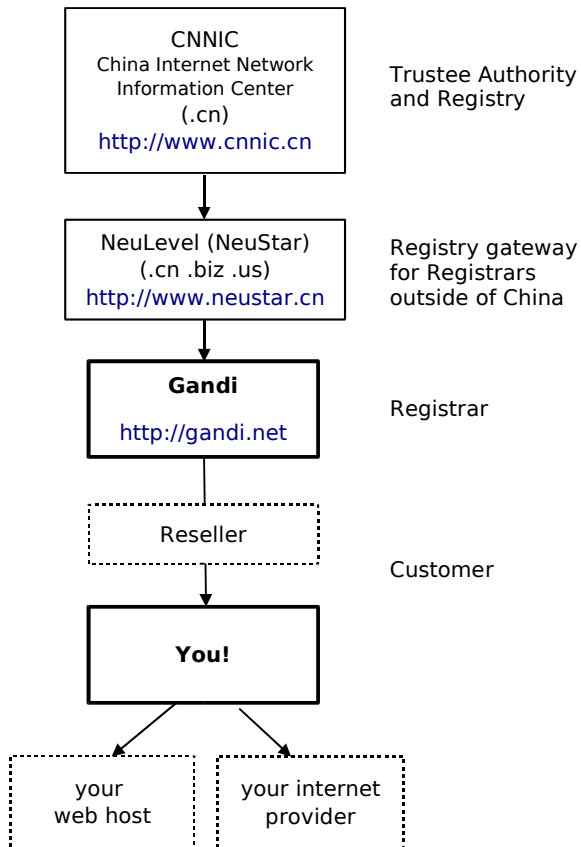 CNNIC
China Internet Network
Information Center
(.cn)
http://www.cnnic.cn
Trustee Authority
and Registry
NeuLevel (NeuStar)
(.cn .biz .us)
http://www.neustar.cn
Registry gateway
for Registrars
outside of China
Gandi
http://gandi.net
Registrar
Reseller
Customer
You!
your
web host
your internet
provider